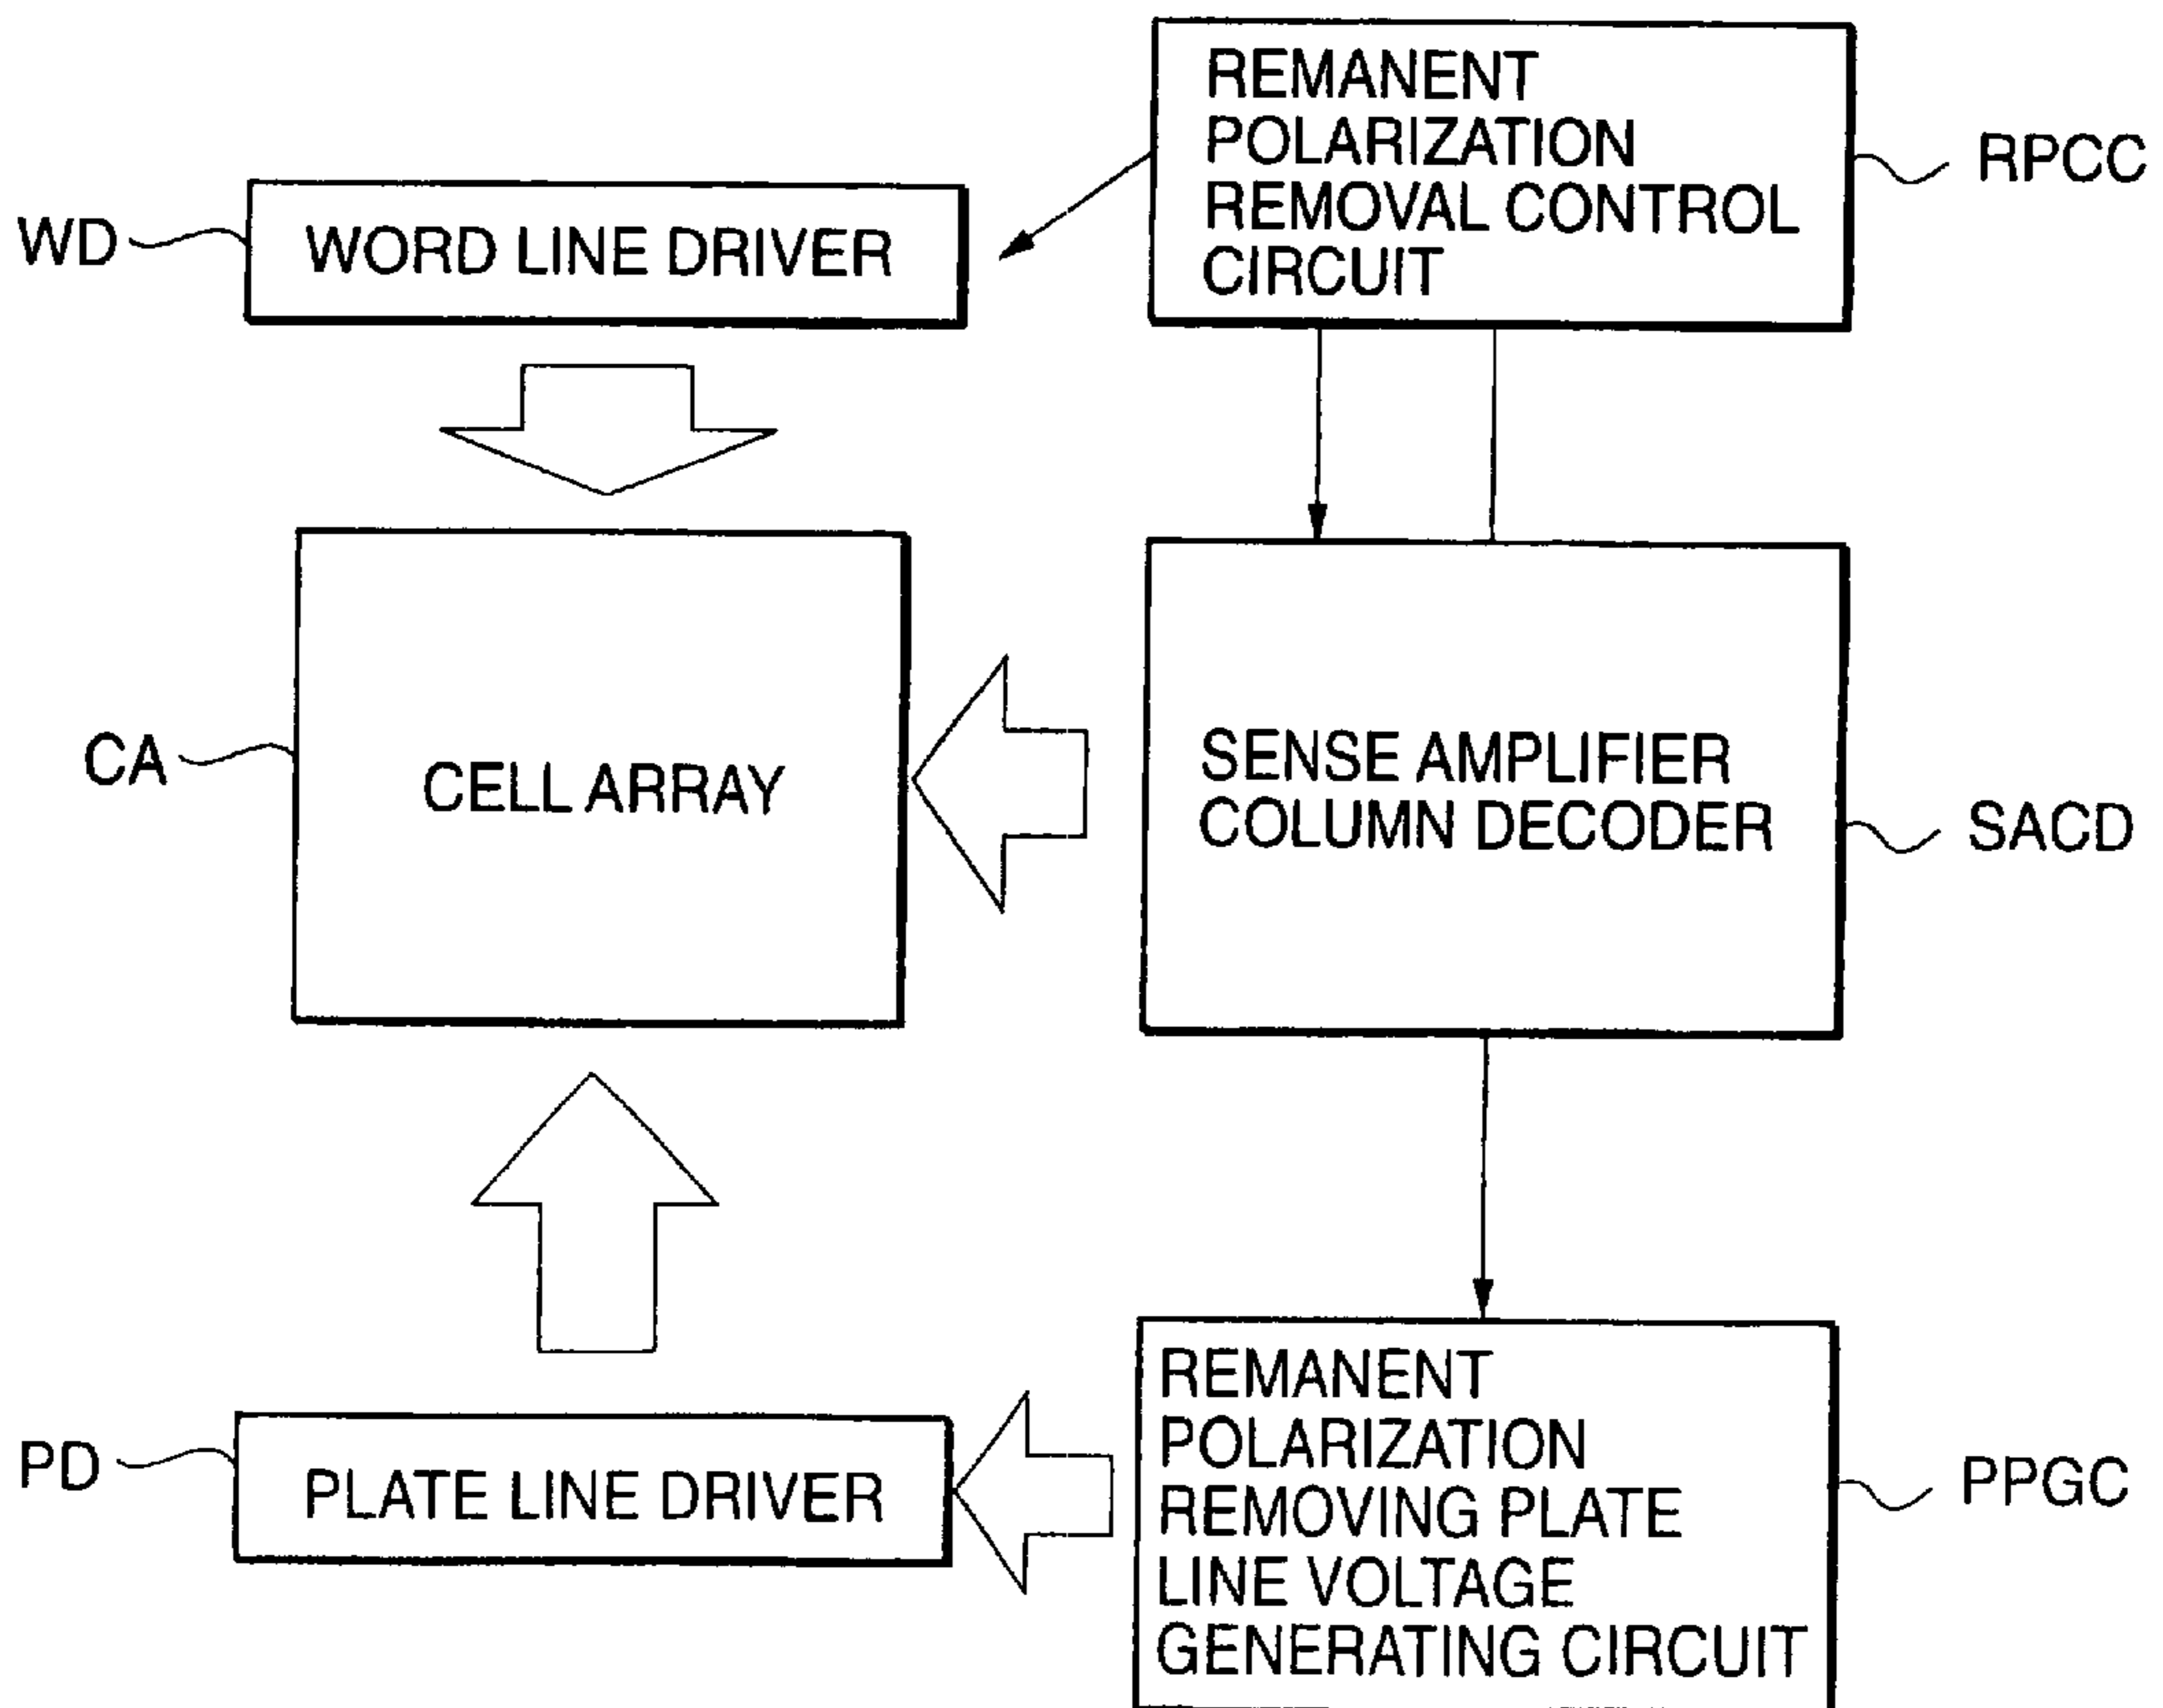 REMANENT
POLARIZATION
REMOVAL CONTROL
CIRCUIT
RPCC
WD
WORD LINE DRIVER
CA
CELL ARRAY
SENSE AMPLIFIER
COLUMN DECODER
SACD
PD
PLATE LINE DRIVER
REMANENT
POLARIZATION
REMOVING PLATE
LINE VOLTAGE
GENERATING CIRCUIT
PPGC